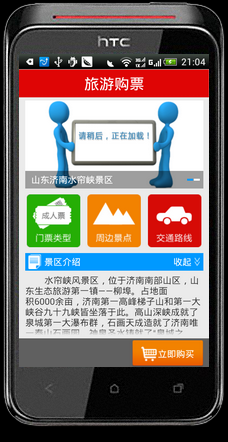 hTC
21:04
旅游购票
请稍后，正在加载！
山东济南水帘峡景区
成人票
门票类型
周边景点
交通路线
景区介绍
收起
水帘峡风景区，位于济南南部山区，山
东生态旅游第一镇——柳埠。占地面
积6000余亩，济南第一高峰梯子山和第一大
峡谷九十九峡皆坐落于此。高山深峡成就了
泉城第一大瀑布群，石画天成造就了济南唯
立即购买